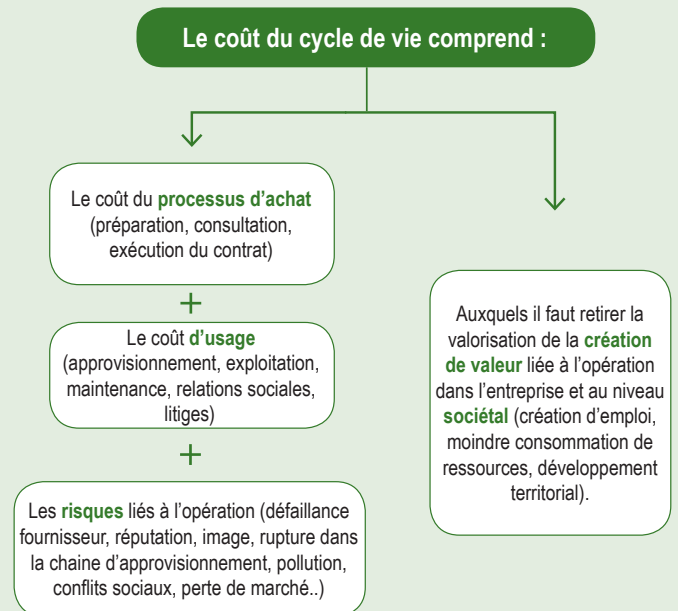 Le coût du cycle de vie comprend :
Le coût du processus d’achat
(préparation, consultation,
exécution du contrat)
+
Le coût d’usage
(approvisionnement, exploitation,
maintenance, relations sociales,
litiges)
+
Les risques liés à l’opération (défaillance
fournisseur, réputation, image, rupture dans
la chaine d’approvisionnement, pollution,
conflits sociaux, perte de marché..)
Auxquels il faut retirer la
valorisation de la création
de valeur liée à l’opération
dans l’entreprise et au niveau
sociétal (création d’emploi,
moindre consommation de
ressources, développement
territorial).